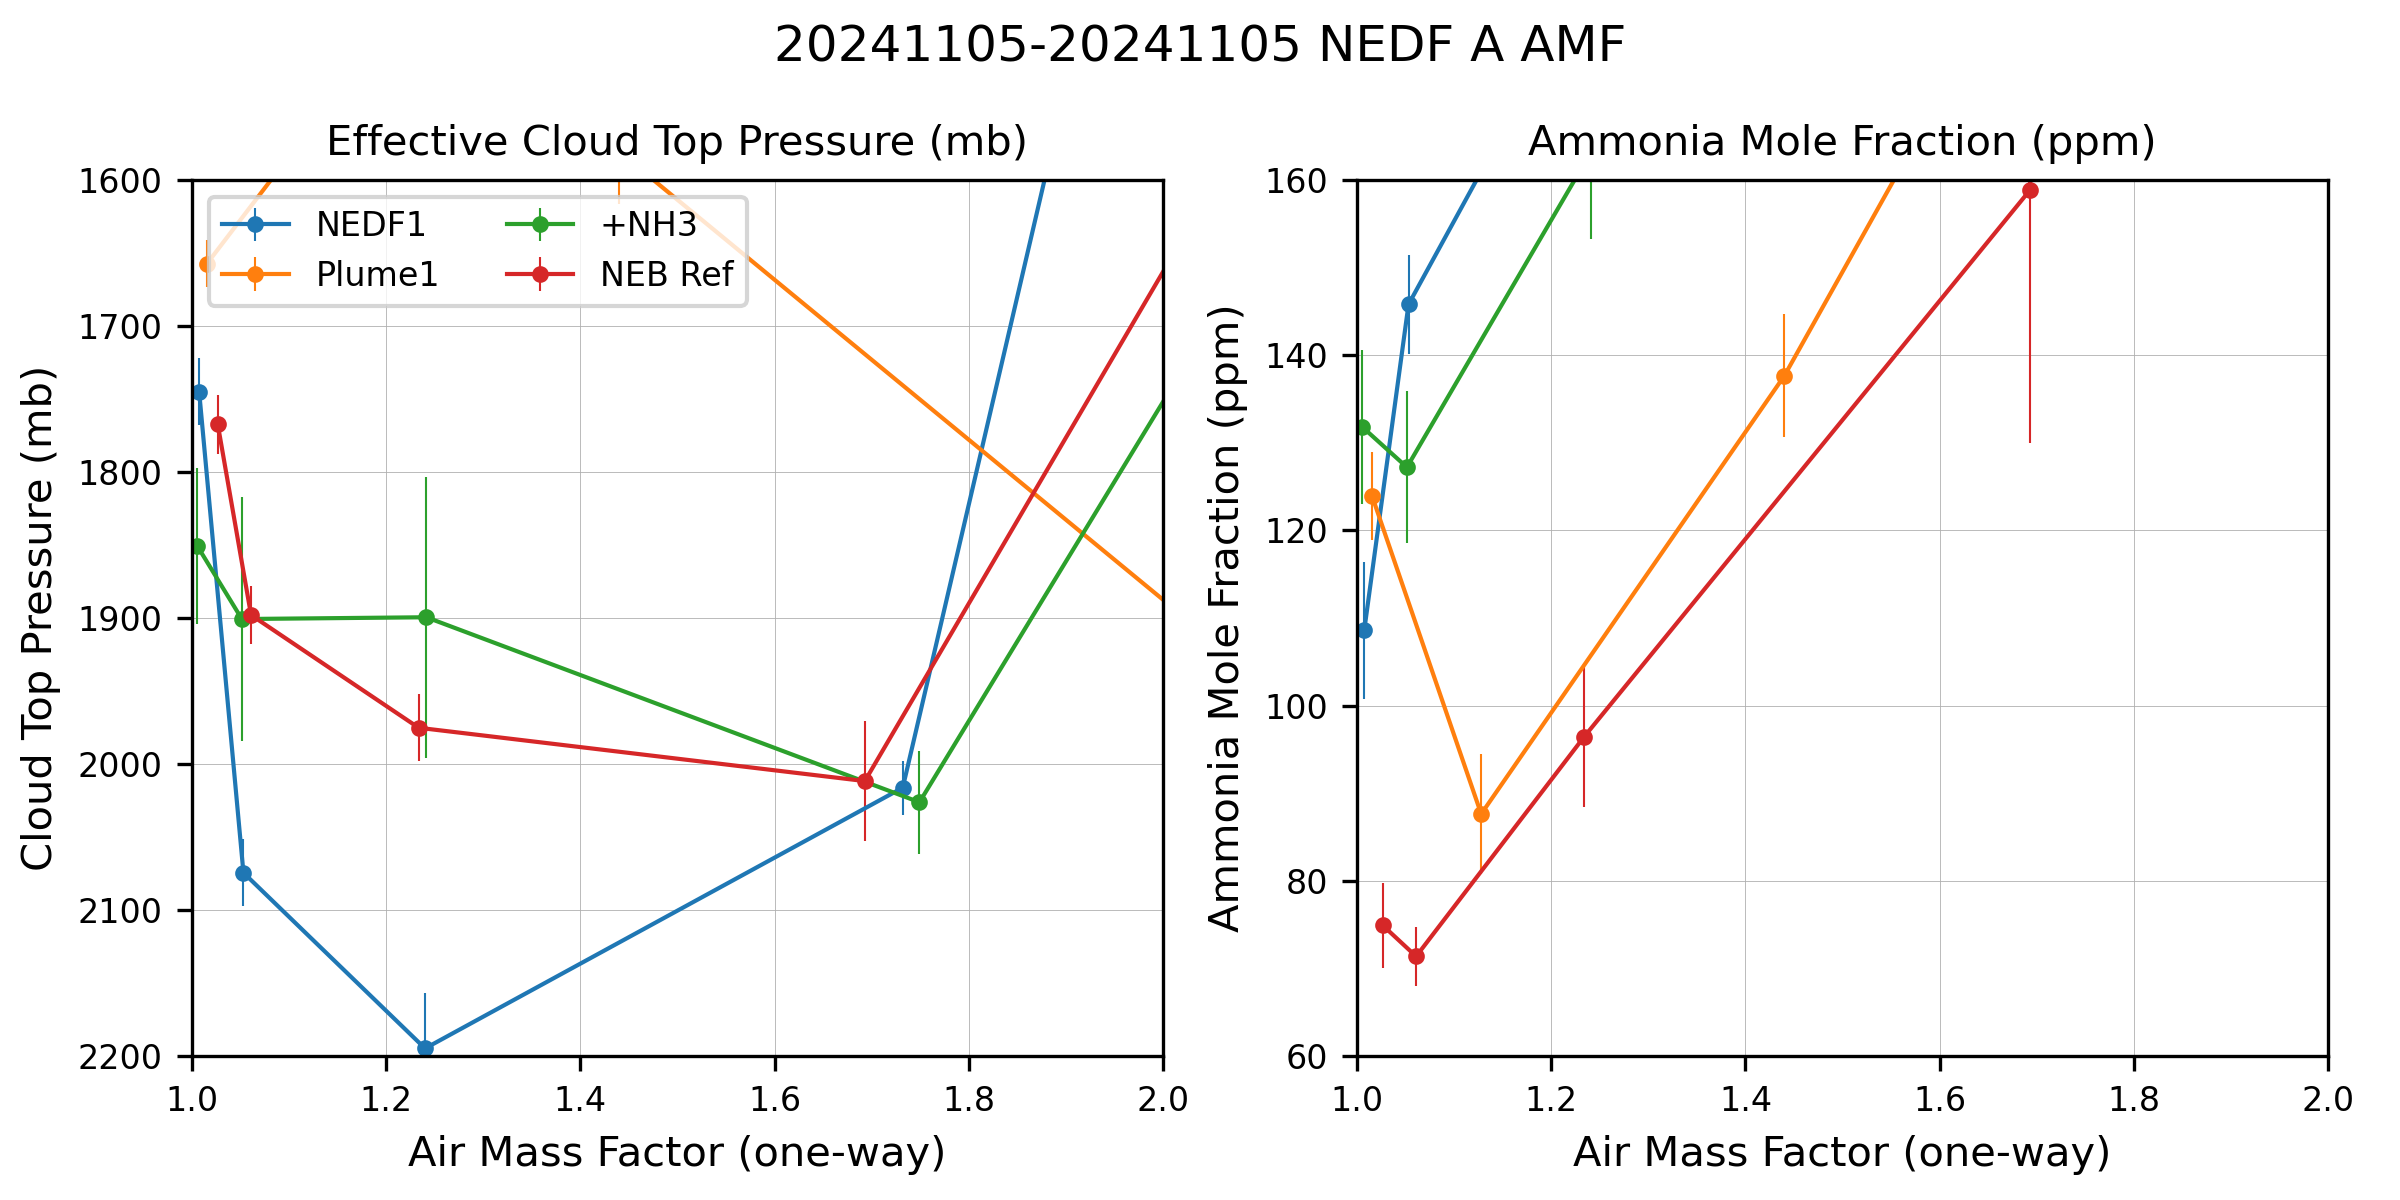 20241105-20241105 NEDF A AMF
Effective Cloud Top Pressure (mb)
1600
1700
1800
1900
2000
2100
2200
Cloud Top Pressure (mb)
NEDF1
Plume1
+NH3
NEB Ref
1.0 1.2 1.4 1.6 1.8 2.0
Air Mass Factor (one-way)
Ammonia Mole Fraction (ppm)
160
140
120
100
80
60
Ammonia Mole Fraction (ppm)
1.0 1.2 1.4 1.6 1.8 2.0
Air Mass Factor (one-way)